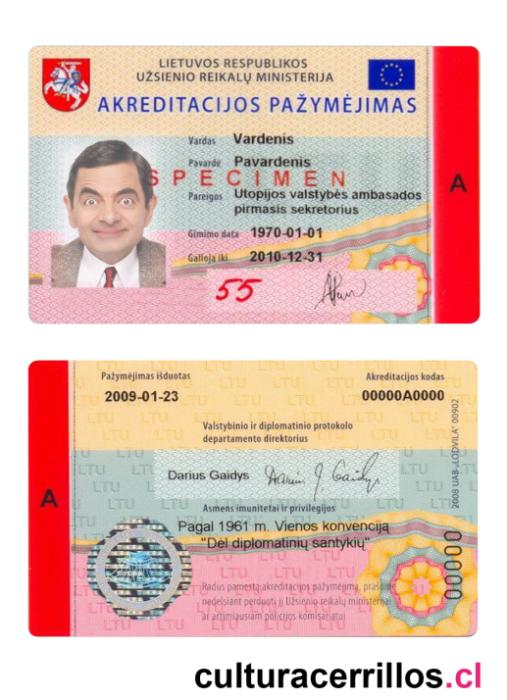 LIETUVOS RESPUBLIKOS
UŽSIENIO REIKALŲ MINISTERIJA
AKREDITACIJOS PAŽYMĖJIMAS
Vardas Vardenis
Pavardė Pavardenis
SPECIMEN
Pareigos Utopijos valstybės ambasados
pirmasis sekretorius
Gimimo data 1970-01-01
Galioja iki 2010-12-31
55
A
Pažymėjimas išduotas
2009-01-23
Akreditacijos kodas
00000A0000
Valstybinio ir diplomatinio protokolo
departamento direktorius
Darius Gaidys
Darius J Gaidys
Asmens imunitetai ir privilegijos
Pagal 1961 m. Vienos konvenciją
"Dėl diplomatinių santykių"
Radus pamestą akreditacijos pažymėjimą, prašome
nedelsiant perduoti jį Užsienio reikalų ministerijai
ar artimiausiam policijos komisariatui
A
LTU
2008 UAB „LODVILA" 00902
00000
culturacerrillos.cl